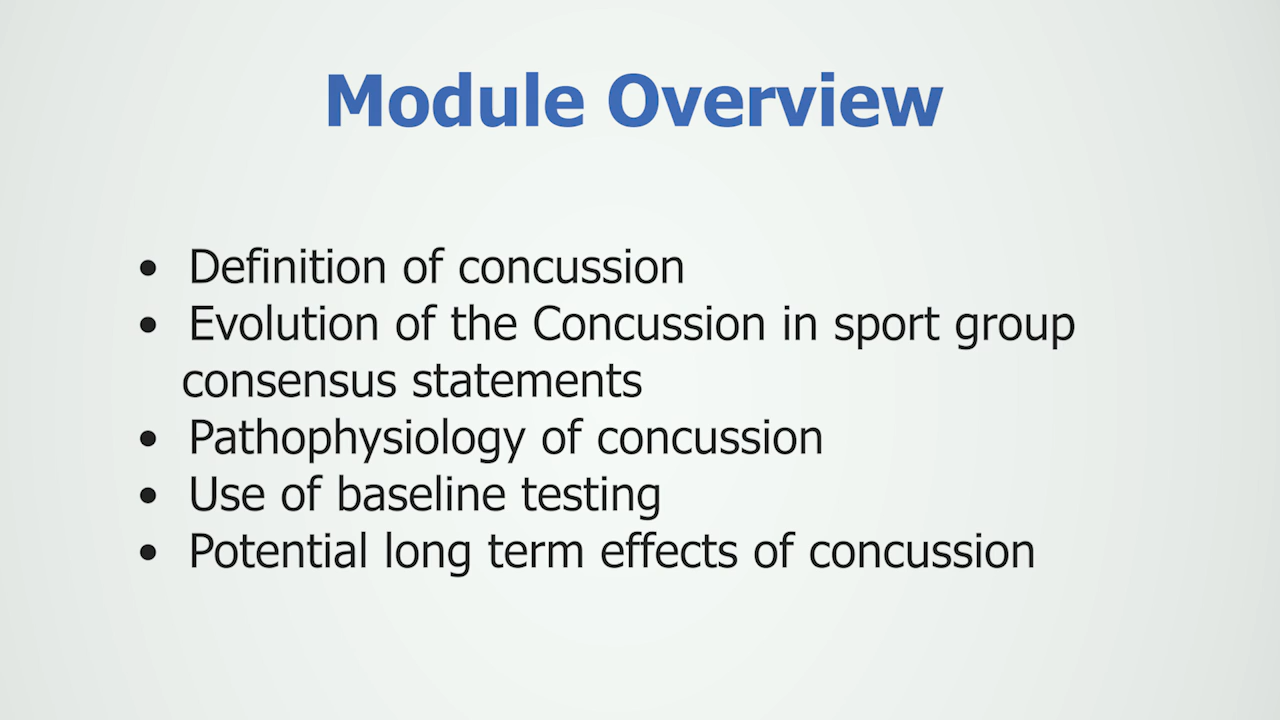 Module Overview
• Definition of concussion
• Evolution of the Concussion in sport group
consensus statements
• Pathophysiology of concussion
• Use of baseline testing
• Potential long term effects of concussion